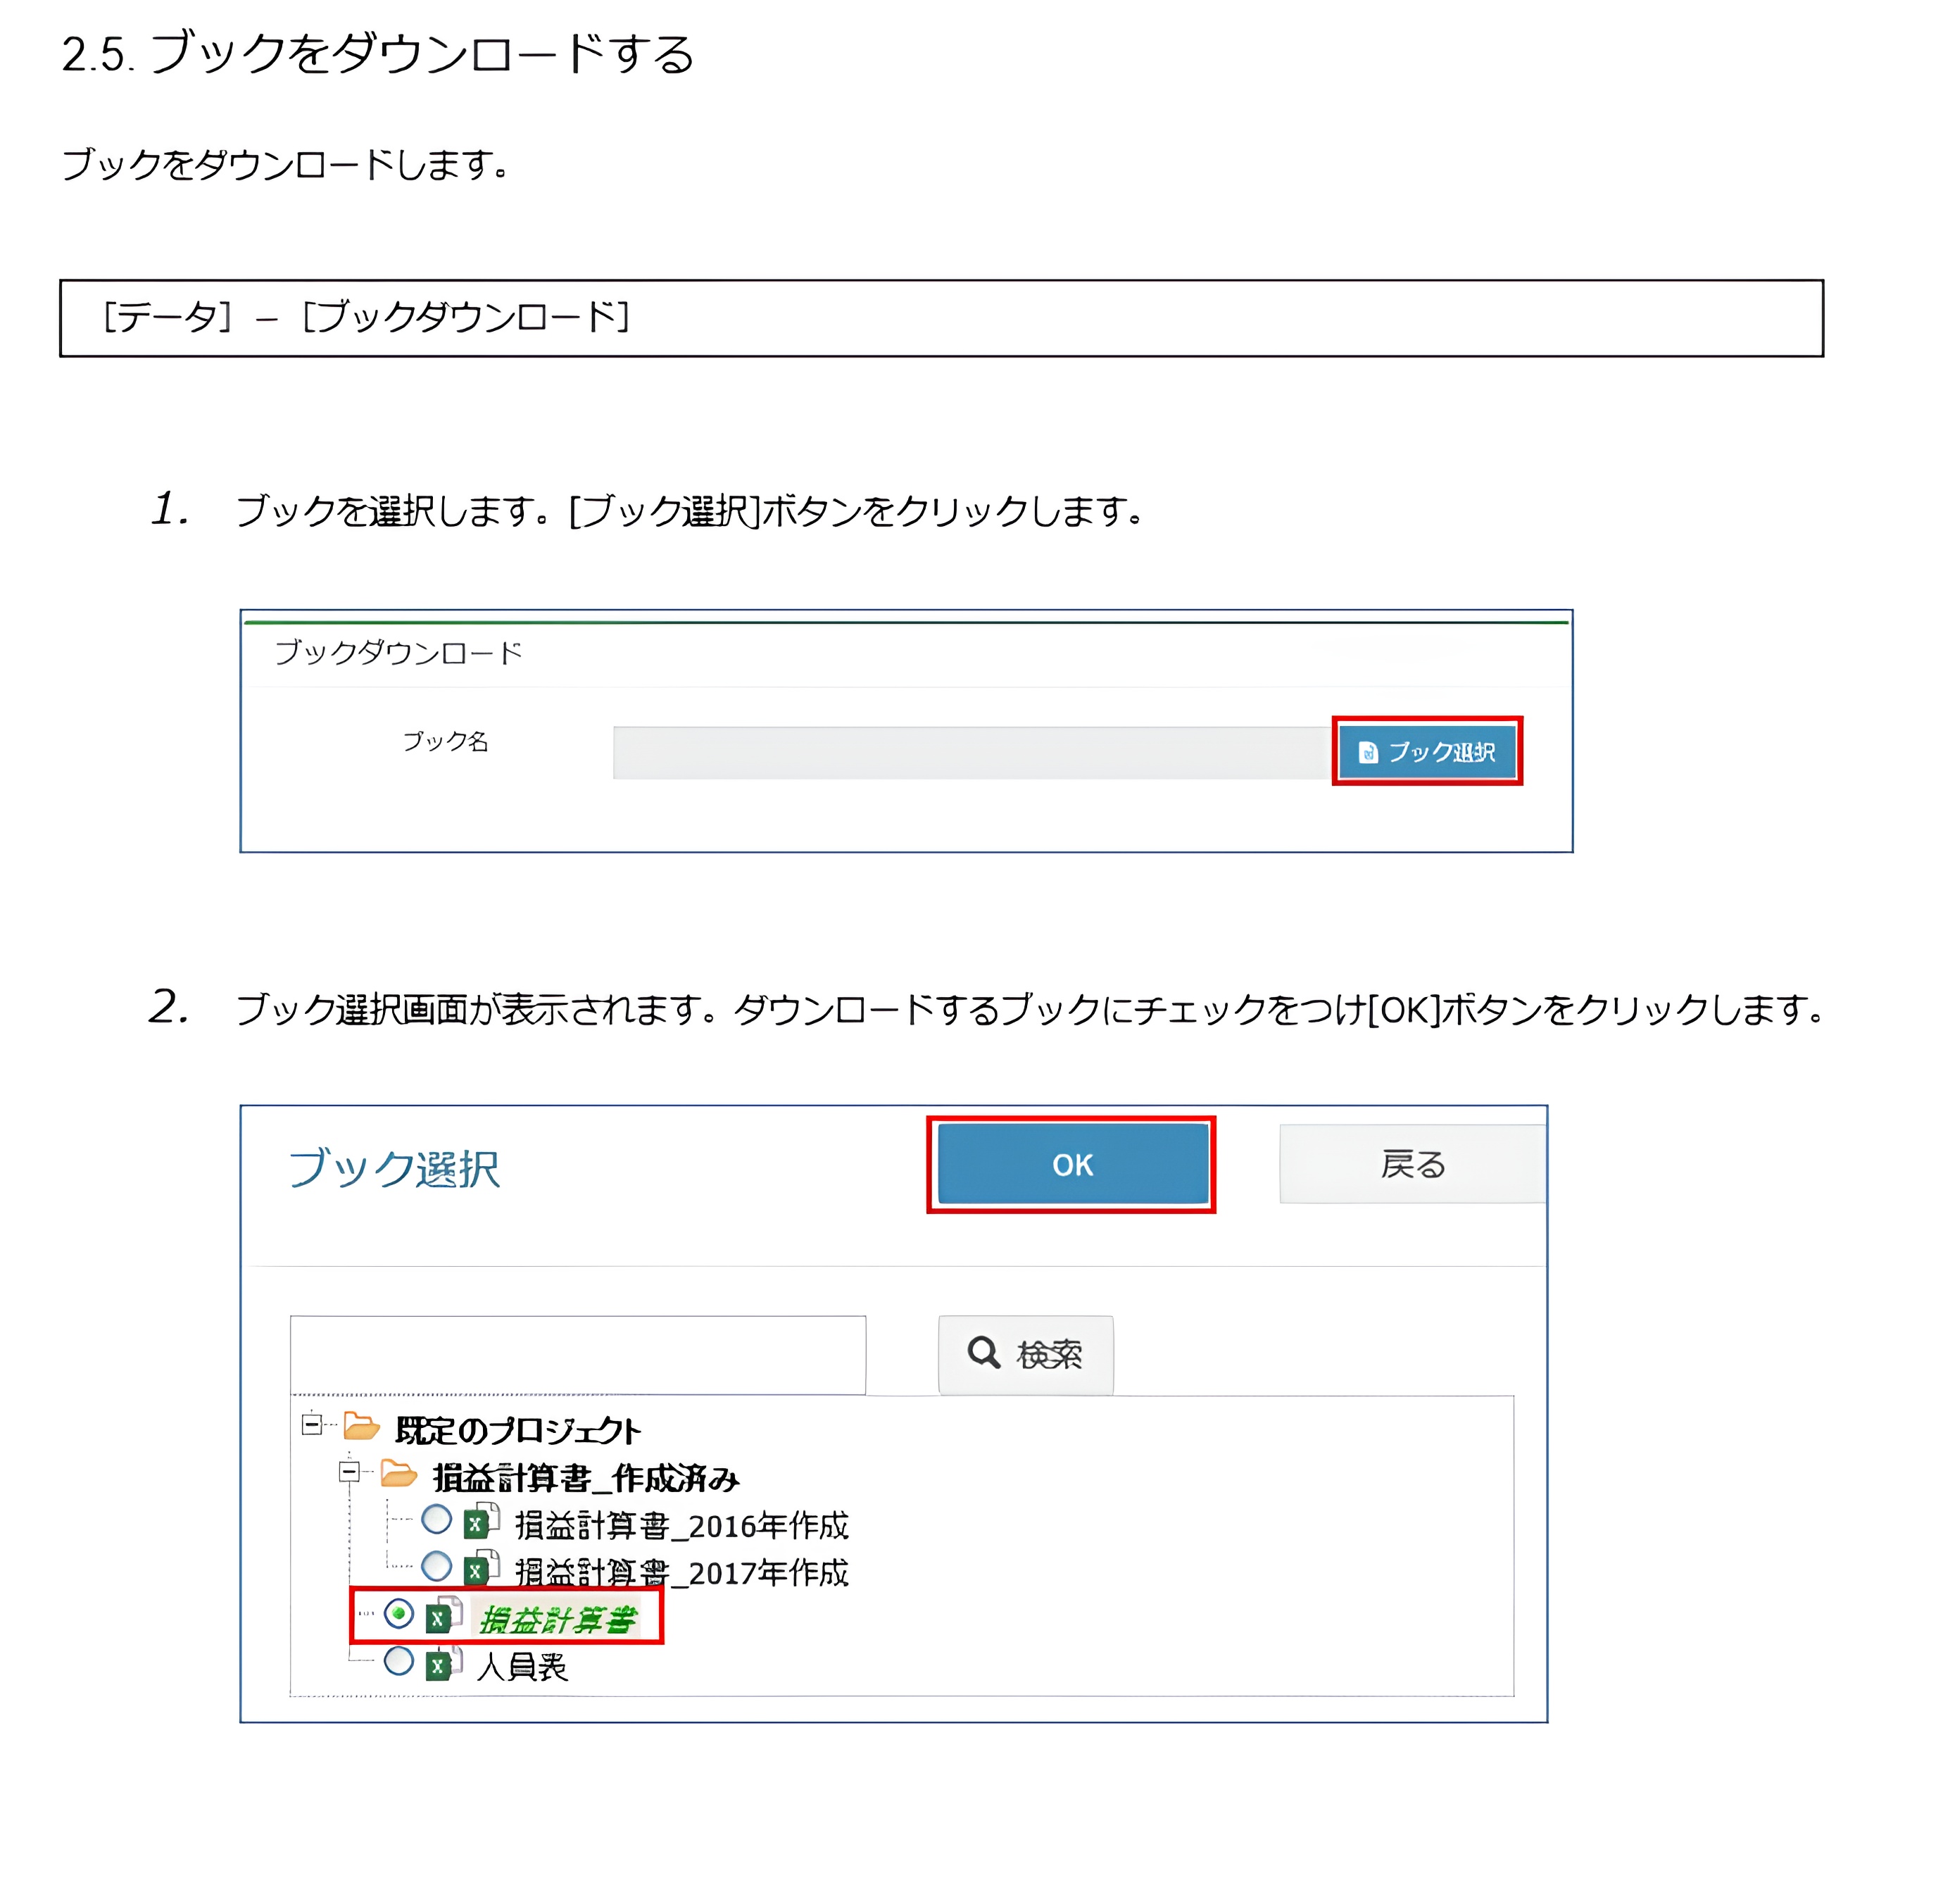 2.5. ブックをダウンロードする
ブックをダウンロードします。
[データ] – [ブックダウンロード]
1. ブックを選択します。[ブック選択]ボタンをクリックします。
ブックダウンロード
ブック名
ブック選択
2. ブック選択画面が表示されます。ダウンロードするブックにチェックをつけ[OK]ボタンをクリックします。
ブック選択
OK
戻る
検索
既定のプロジェクト
損益計算書_作成済み
損益計算書_2016年作成
損益計算書_2017年作成
損益計算書
人員表